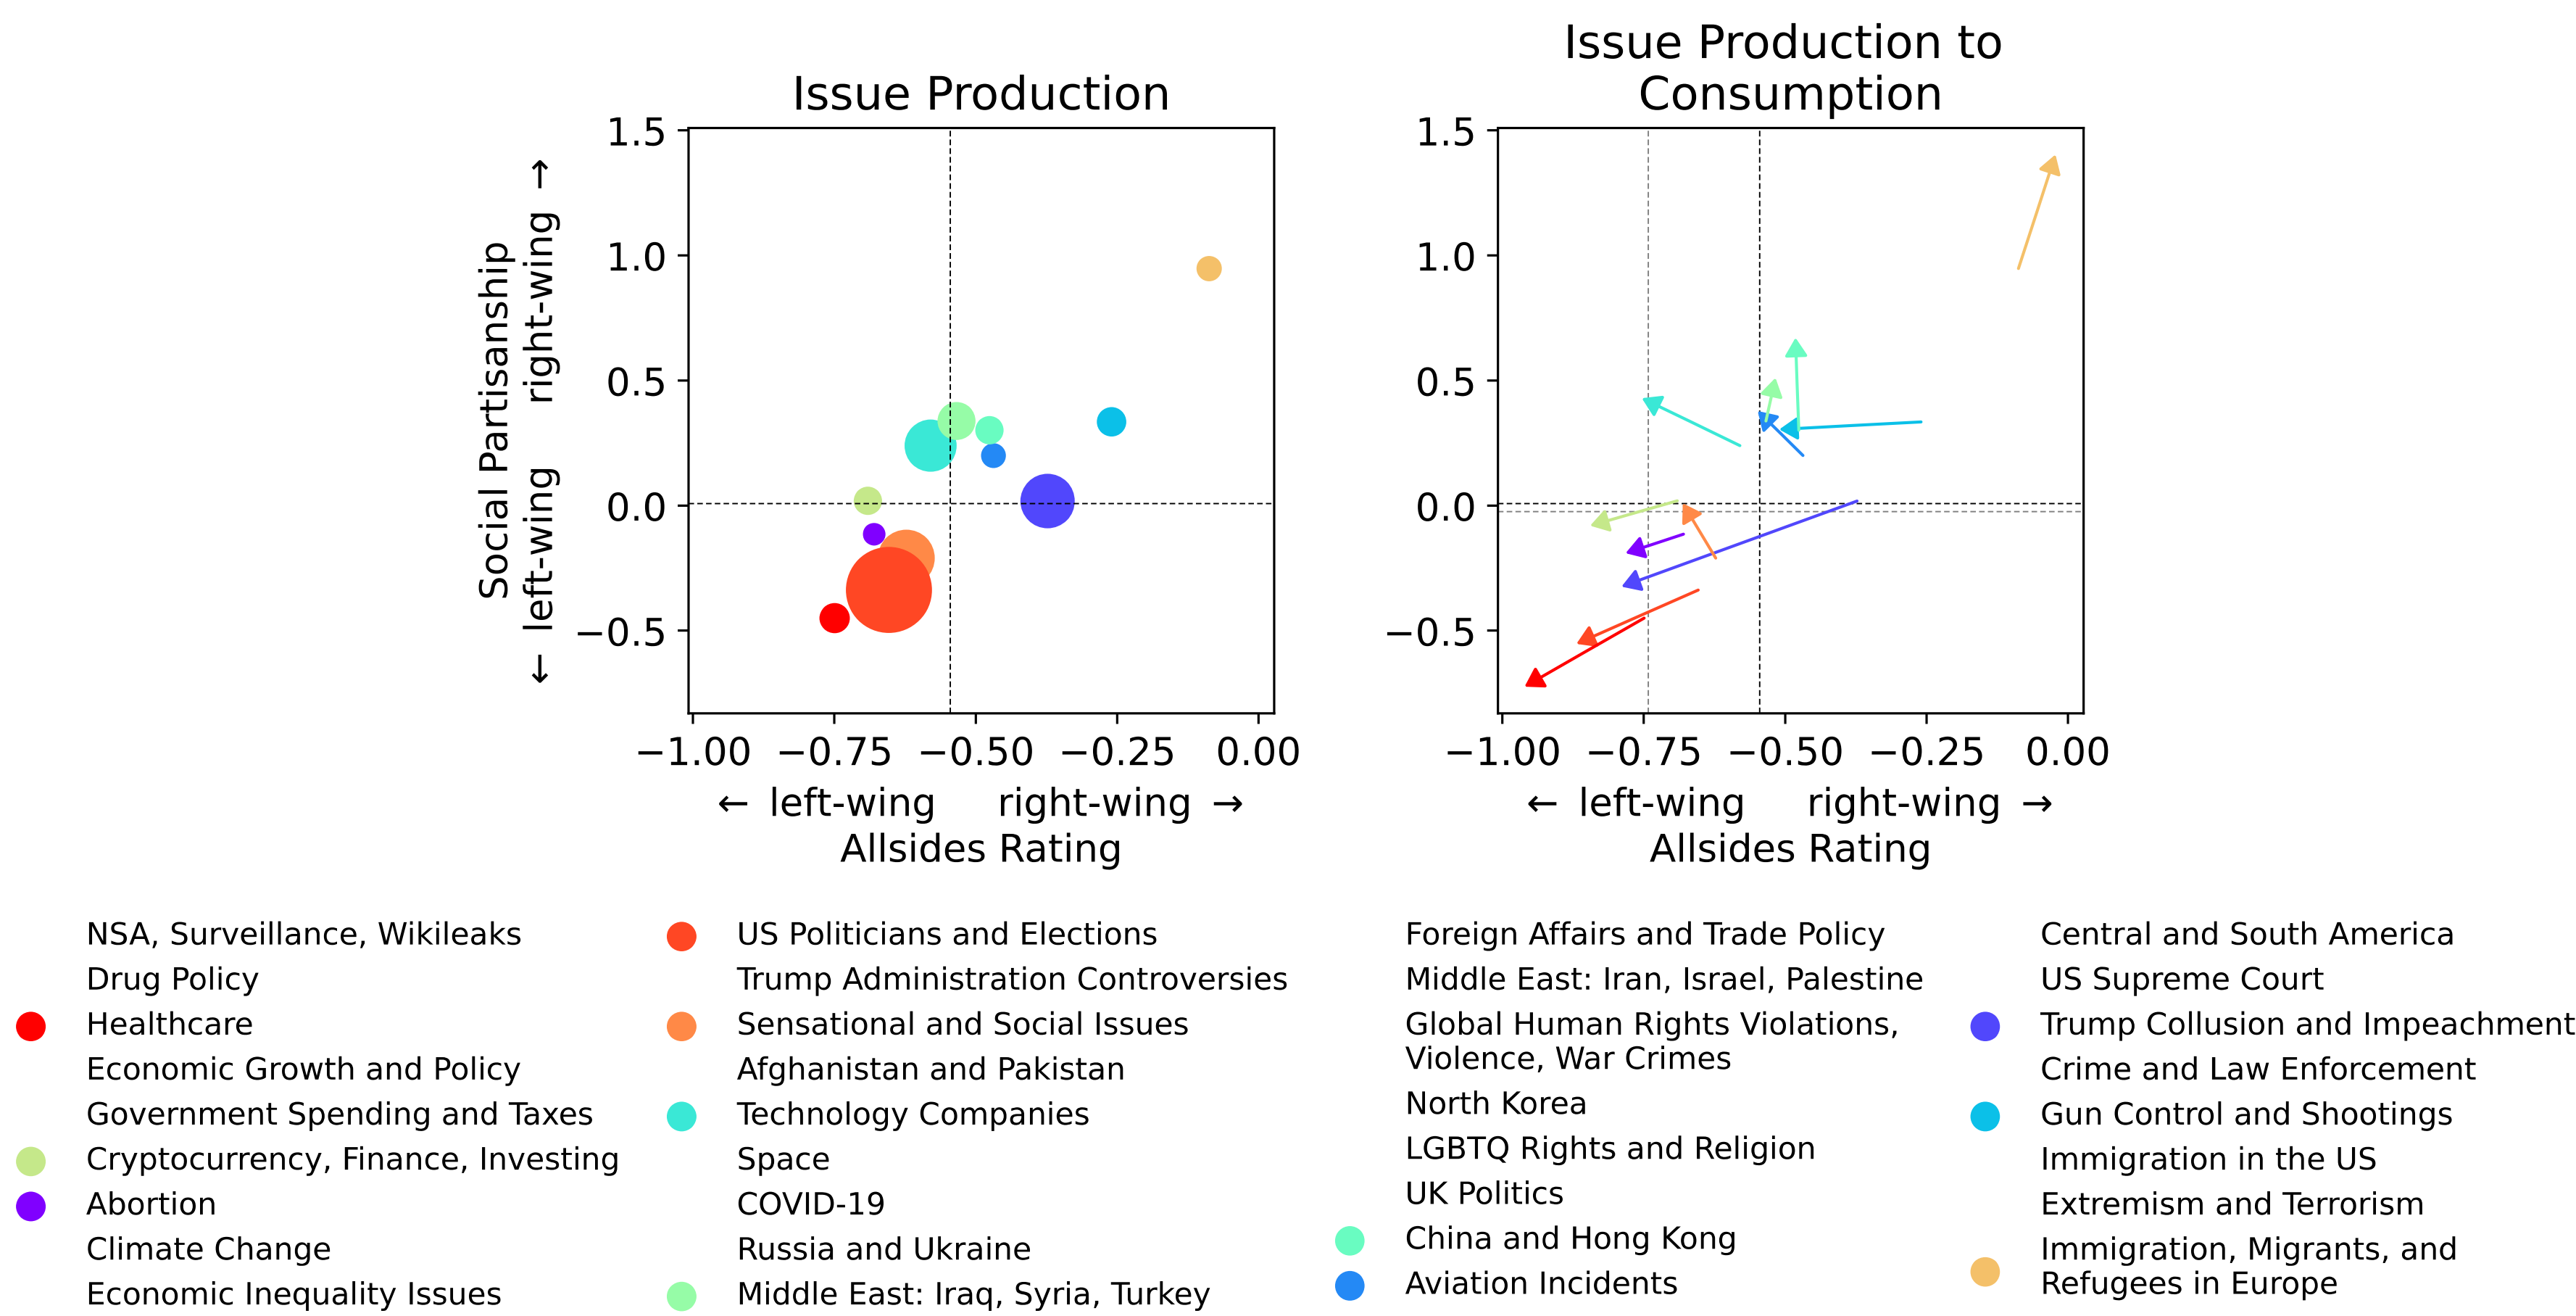 Issue Production
Issue Production to
Consumption
1.5
1.0
0.5
0.0
−0.5
Social Partisanship
← left-wing right-wing →
−1.00 −0.75 −0.50 −0.25 0.00
← left-wing right-wing →
Allsides Rating
1.5
1.0
0.5
0.0
−0.5
−1.00 −0.75 −0.50 −0.25 0.00
← left-wing right-wing →
Allsides Rating
NSA, Surveillance, Wikileaks
Drug Policy
Healthcare
Economic Growth and Policy
Government Spending and Taxes
Cryptocurrency, Finance, Investing
Abortion
Climate Change
Economic Inequality Issues
US Politicians and Elections
Trump Administration Controversies
Sensational and Social Issues
Afghanistan and Pakistan
Technology Companies
Space
COVID-19
Russia and Ukraine
Middle East: Iraq, Syria, Turkey
Foreign Affairs and Trade Policy
Middle East: Iran, Israel, Palestine
Global Human Rights Violations,
Violence, War Crimes
North Korea
LGBTQ Rights and Religion
UK Politics
China and Hong Kong
Aviation Incidents
Central and South America
US Supreme Court
Trump Collusion and Impeachment
Crime and Law Enforcement
Gun Control and Shootings
Immigration in the US
Extremism and Terrorism
Immigration, Migrants, and
Refugees in Europe